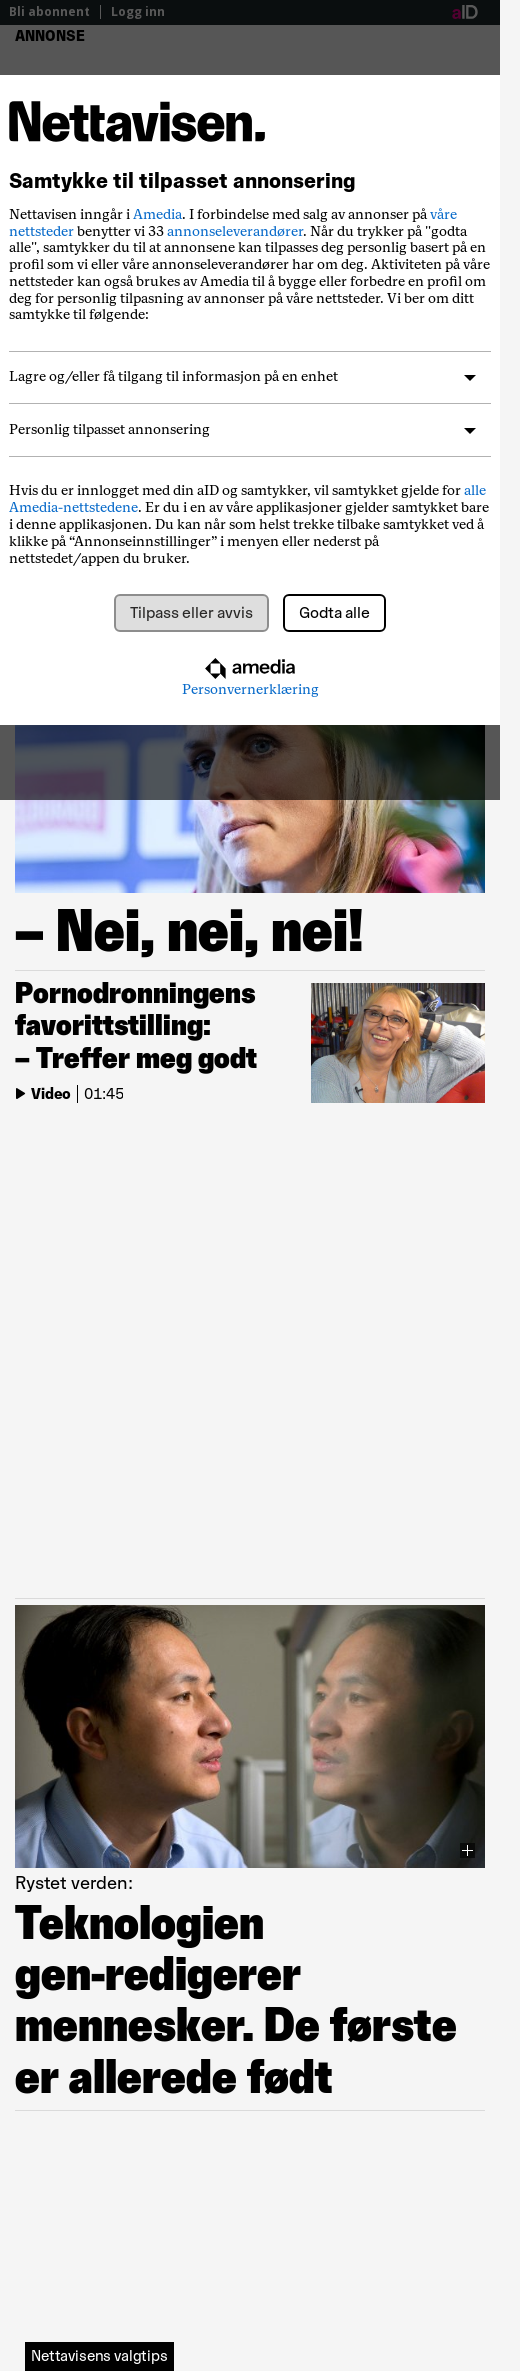 Bli abonnent | Logg inn
aID
ANNONSE
Nettavisen.
Samtykke til tilpasset annonsering
Nettavisen inngår i Amedia. I forbindelse med salg av annonser på våre
nettsteder benytter vi 33 annonseleverandører. Når du trykker på "godta
alle", samtykker du til at annonsene kan tilpasses deg personlig basert på en
profil som vi eller våre annonseleverandører har om deg. Aktiviteten på våre
nettsteder kan også brukes av Amedia til å bygge eller forbedre en profil om
deg for personlig tilpasning av annonser på våre nettsteder. Vi ber om ditt
samtykke til følgende:
Lagre og/eller få tilgang til informasjon på en enhet
Personlig tilpasset annonsering
Hvis du er innlogget med din aID og samtykker, vil samtykket gjelde for alle
Amedia-nettstedene. Er du i en av våre applikasjoner gjelder samtykket bare
i denne applikasjonen. Du kan når som helst trekke tilbake samtykket ved å
klikke på “Annonseinnstillinger” i menyen eller nederst på
nettstedet/appen du bruker.
Tilpass eller avvis
Godta alle
amedia
Personvernerklæring
– Nei, nei, nei!
Pornodronningens
favorittstilling:
– Treffer meg godt
Video | 01:45
Rystet verden:
Teknologien
gen-redigerer
mennesker. De første
er allerede født
Nettavisens valgtips